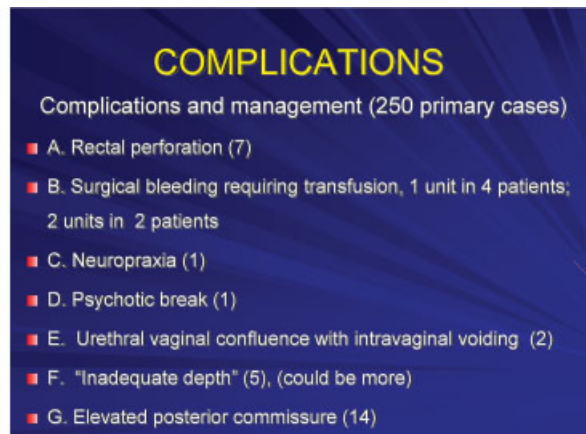 COMPLICATIONS
Complications and management (250 primary cases)
A. Rectal perforation (7)
B. Surgical bleeding requiring transfusion, 1 unit in 4 patients;
2 units in 2 patients
C. Neuropraxia (1)
D. Psychotic break (1)
E. Urethral vaginal confluence with intravaginal voiding (2)
F. "Inadequate depth" (5), (could be more)
G. Elevated posterior commissure (14)